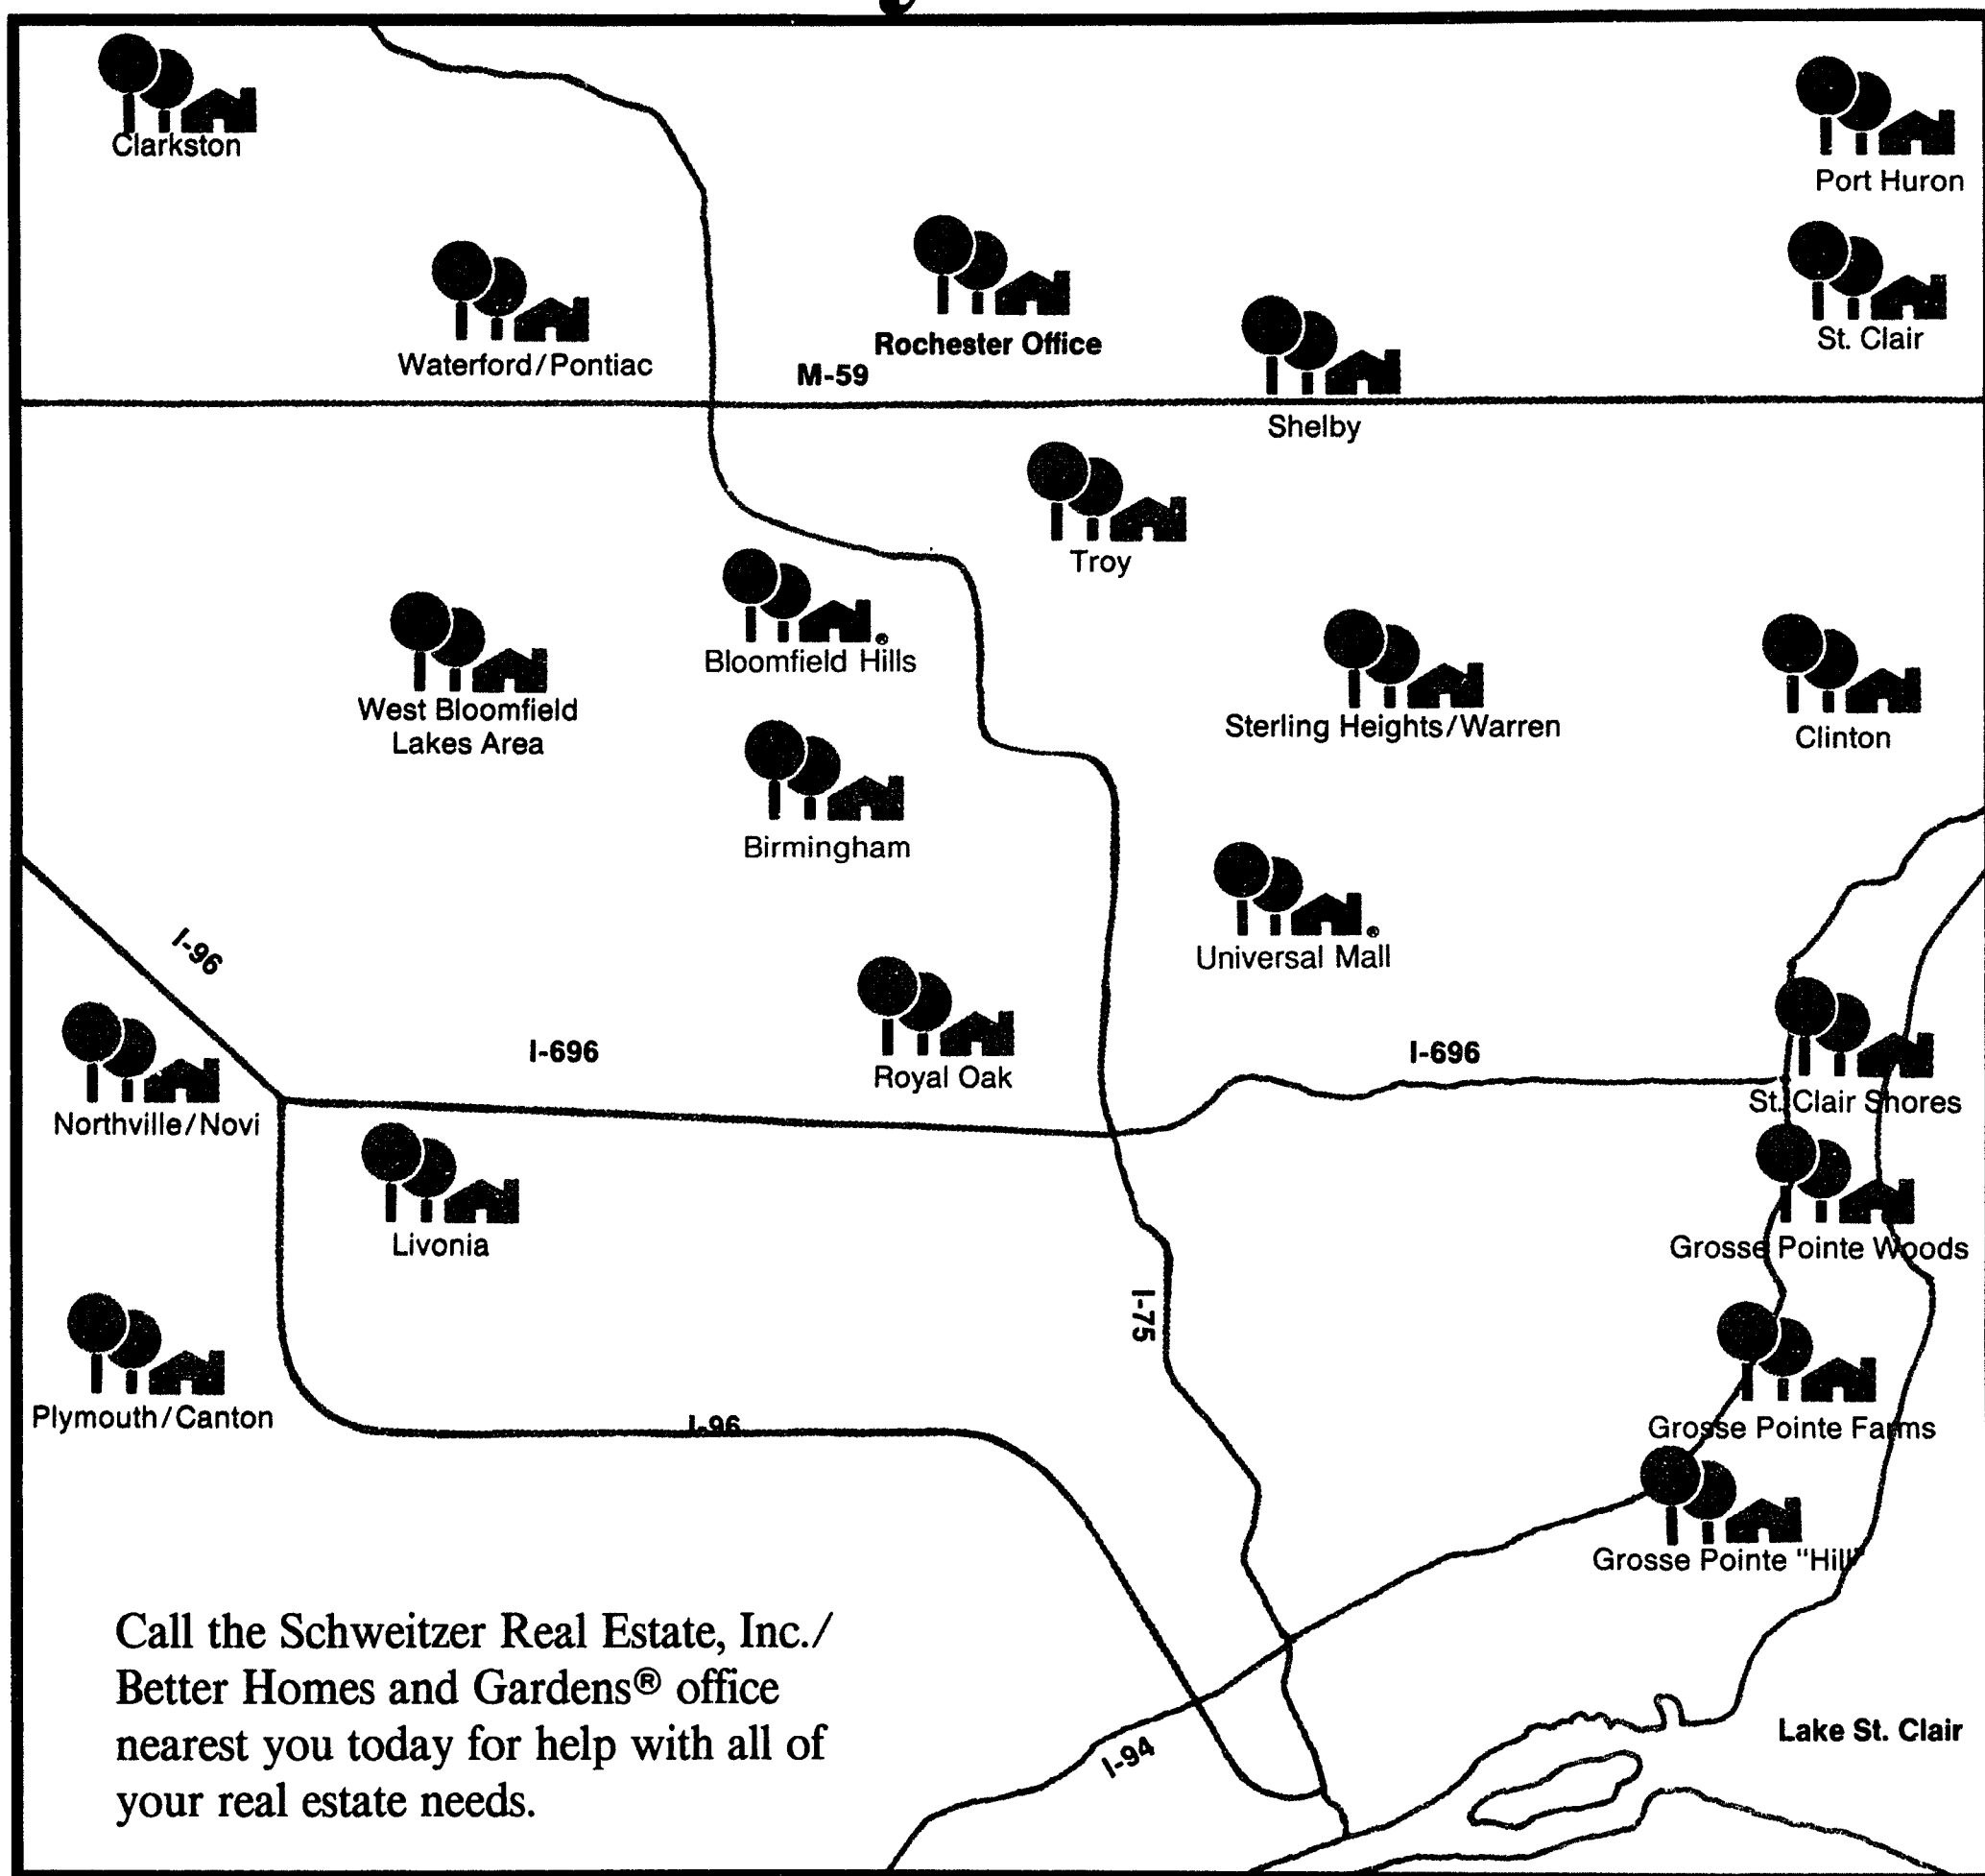 Clarkston
Port Huron
Waterford/Pontiac
Rochester Office
St. Clair
M-59
Shelby
Troy
Bloomfield Hills
®
West Bloomfield
Lakes Area
Sterling Heights/Warren
Clinton
Birmingham
I-96
Universal Mall
®
Royal Oak
I-696
I-696
Northville/Novi
St. Clair Shores
Livonia
Grosse Pointe Woods
I-75
Plymouth/Canton
I-96
Grosse Pointe Farms
Grosse Pointe "Hill"
Call the Schweitzer Real Estate, Inc./
Better Homes and Gardens® office
nearest you today for help with all of
your real estate needs.
Lake St. Clair
I-94